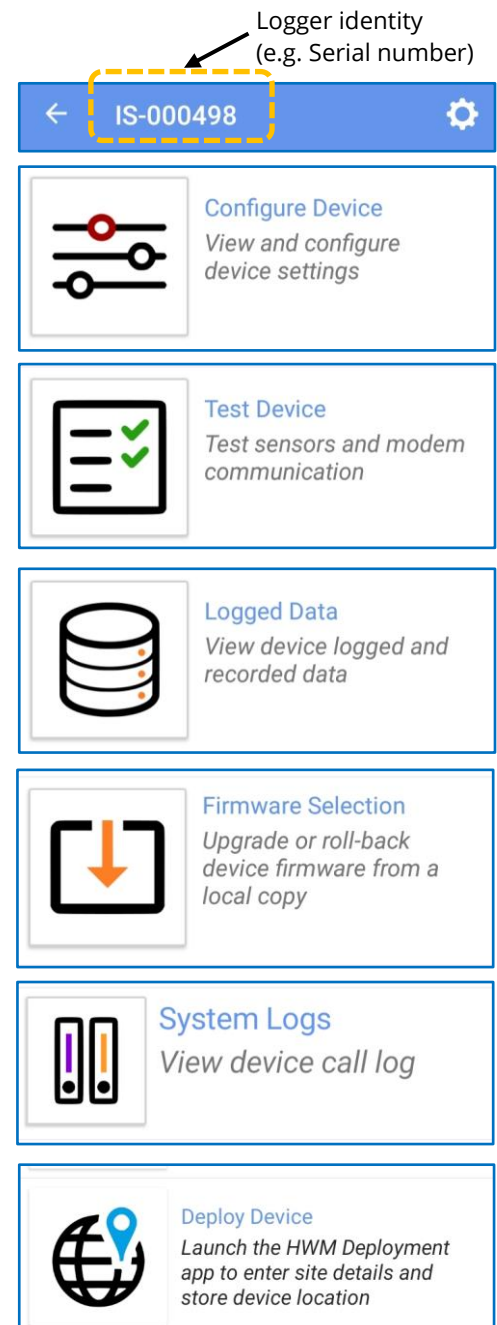 Logger identity
(e.g. Serial number)
IS-000498
Configure Device
View and configure
device settings
Test Device
Test sensors and modem
communication
Logged Data
View device logged and
recorded data
Firmware Selection
Upgrade or roll-back
device firmware from a
local copy
System Logs
View device call log
Deploy Device
Launch the HWM Deployment
app to enter site details and
store device location